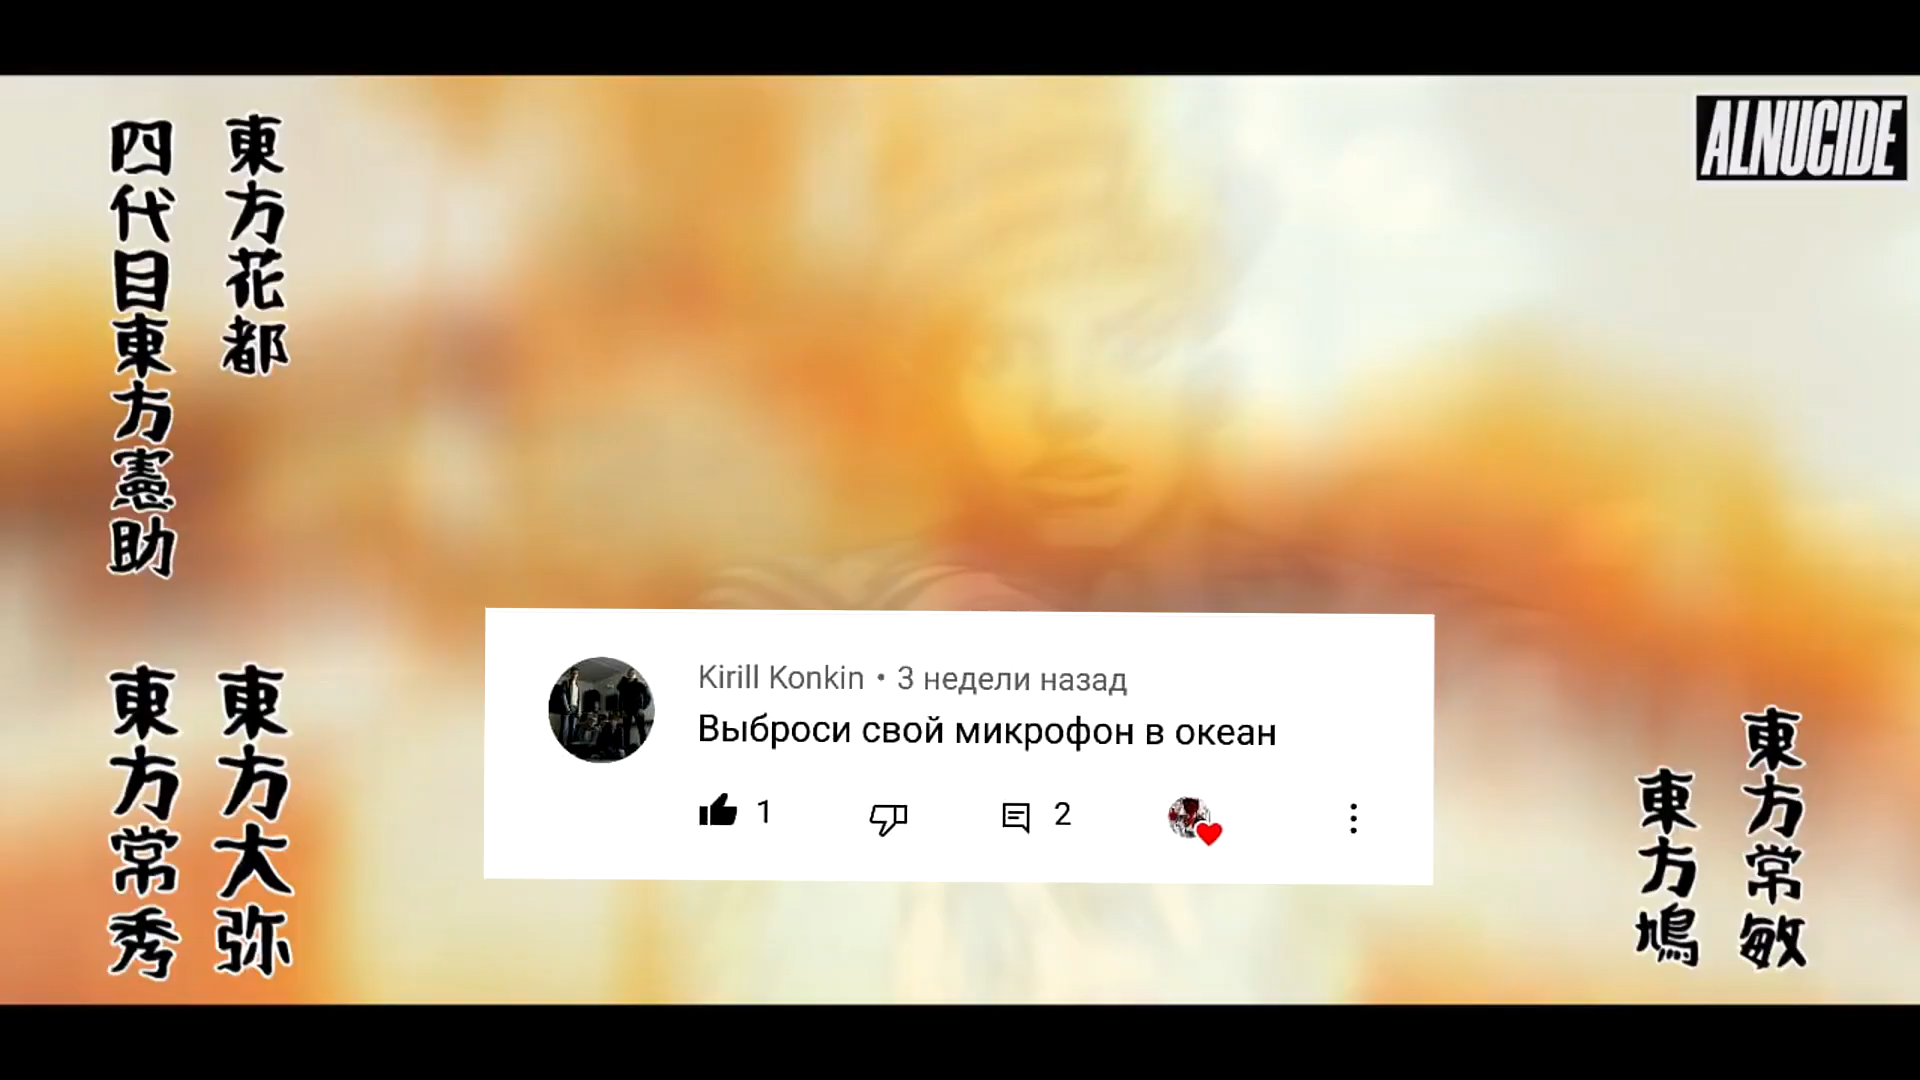 東方花都
四代目東方憲助
ALNUCIDE
東方大弥
東方常秀
Kirill Konkin • 3 недели назад
Выброси свой микрофон в океан
1
2
東方常敏
東方鳩